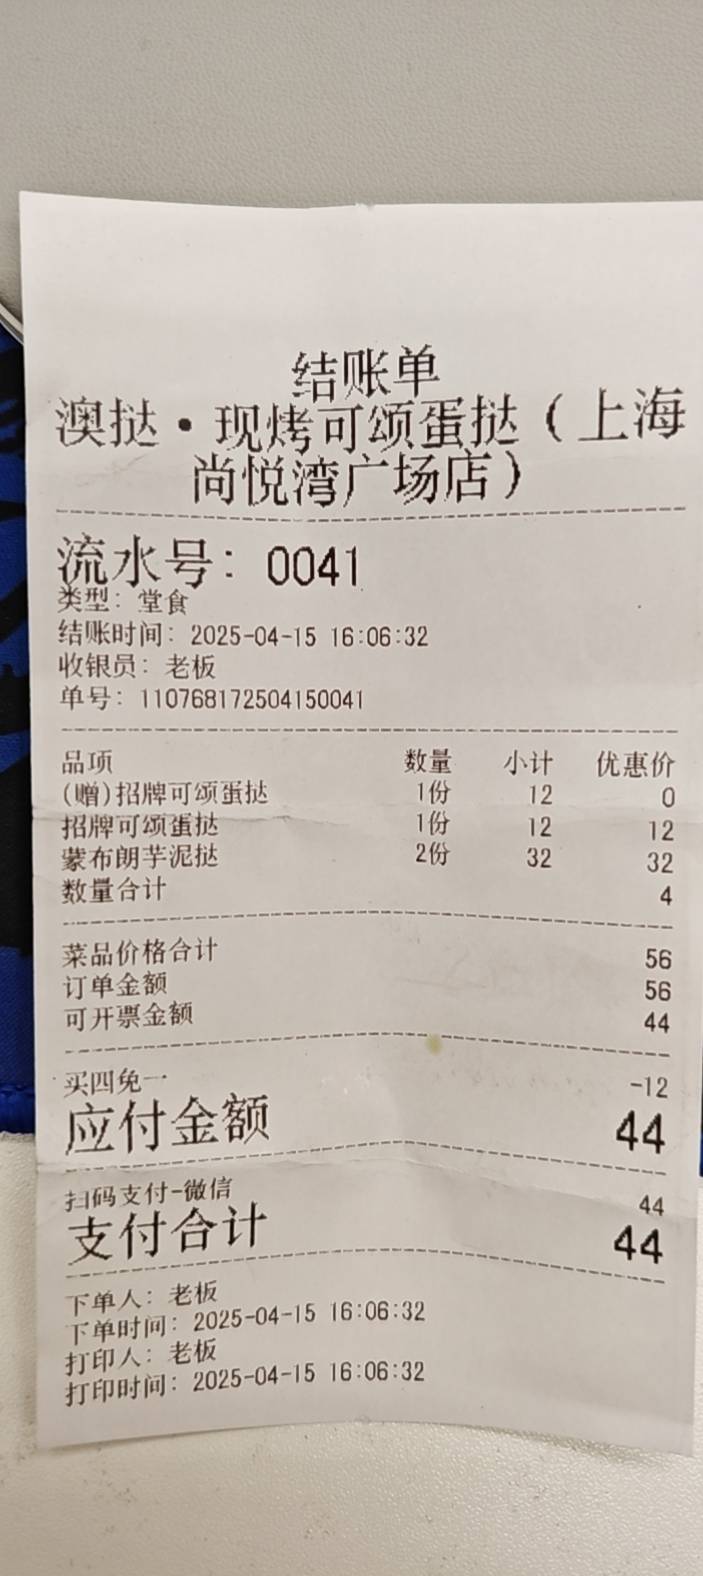 结账单
澳挞·现烤可颂蛋挞（上海
尚悦湾广场店）
流水号：0041
类型：堂食
结账时间：2025-04-15 16:06:32
收银员：老板
单号：110768172504150041
品项 数量 小计 优惠价
(赠)招牌可颂蛋挞 1份 12 0
招牌可颂蛋挞 1份 12 12
蒙布朗芋泥挞 2份 32 32
数量合计 4
菜品价格合计 56
订单金额 56
可开票金额 44
买四免一 -12
应付金额 44
扫码支付-微信 44
支付合计 44
下单人：老板
下单时间：2025-04-15 16:06:32
打印人：老板
打印时间：2025-04-15 16:06:32